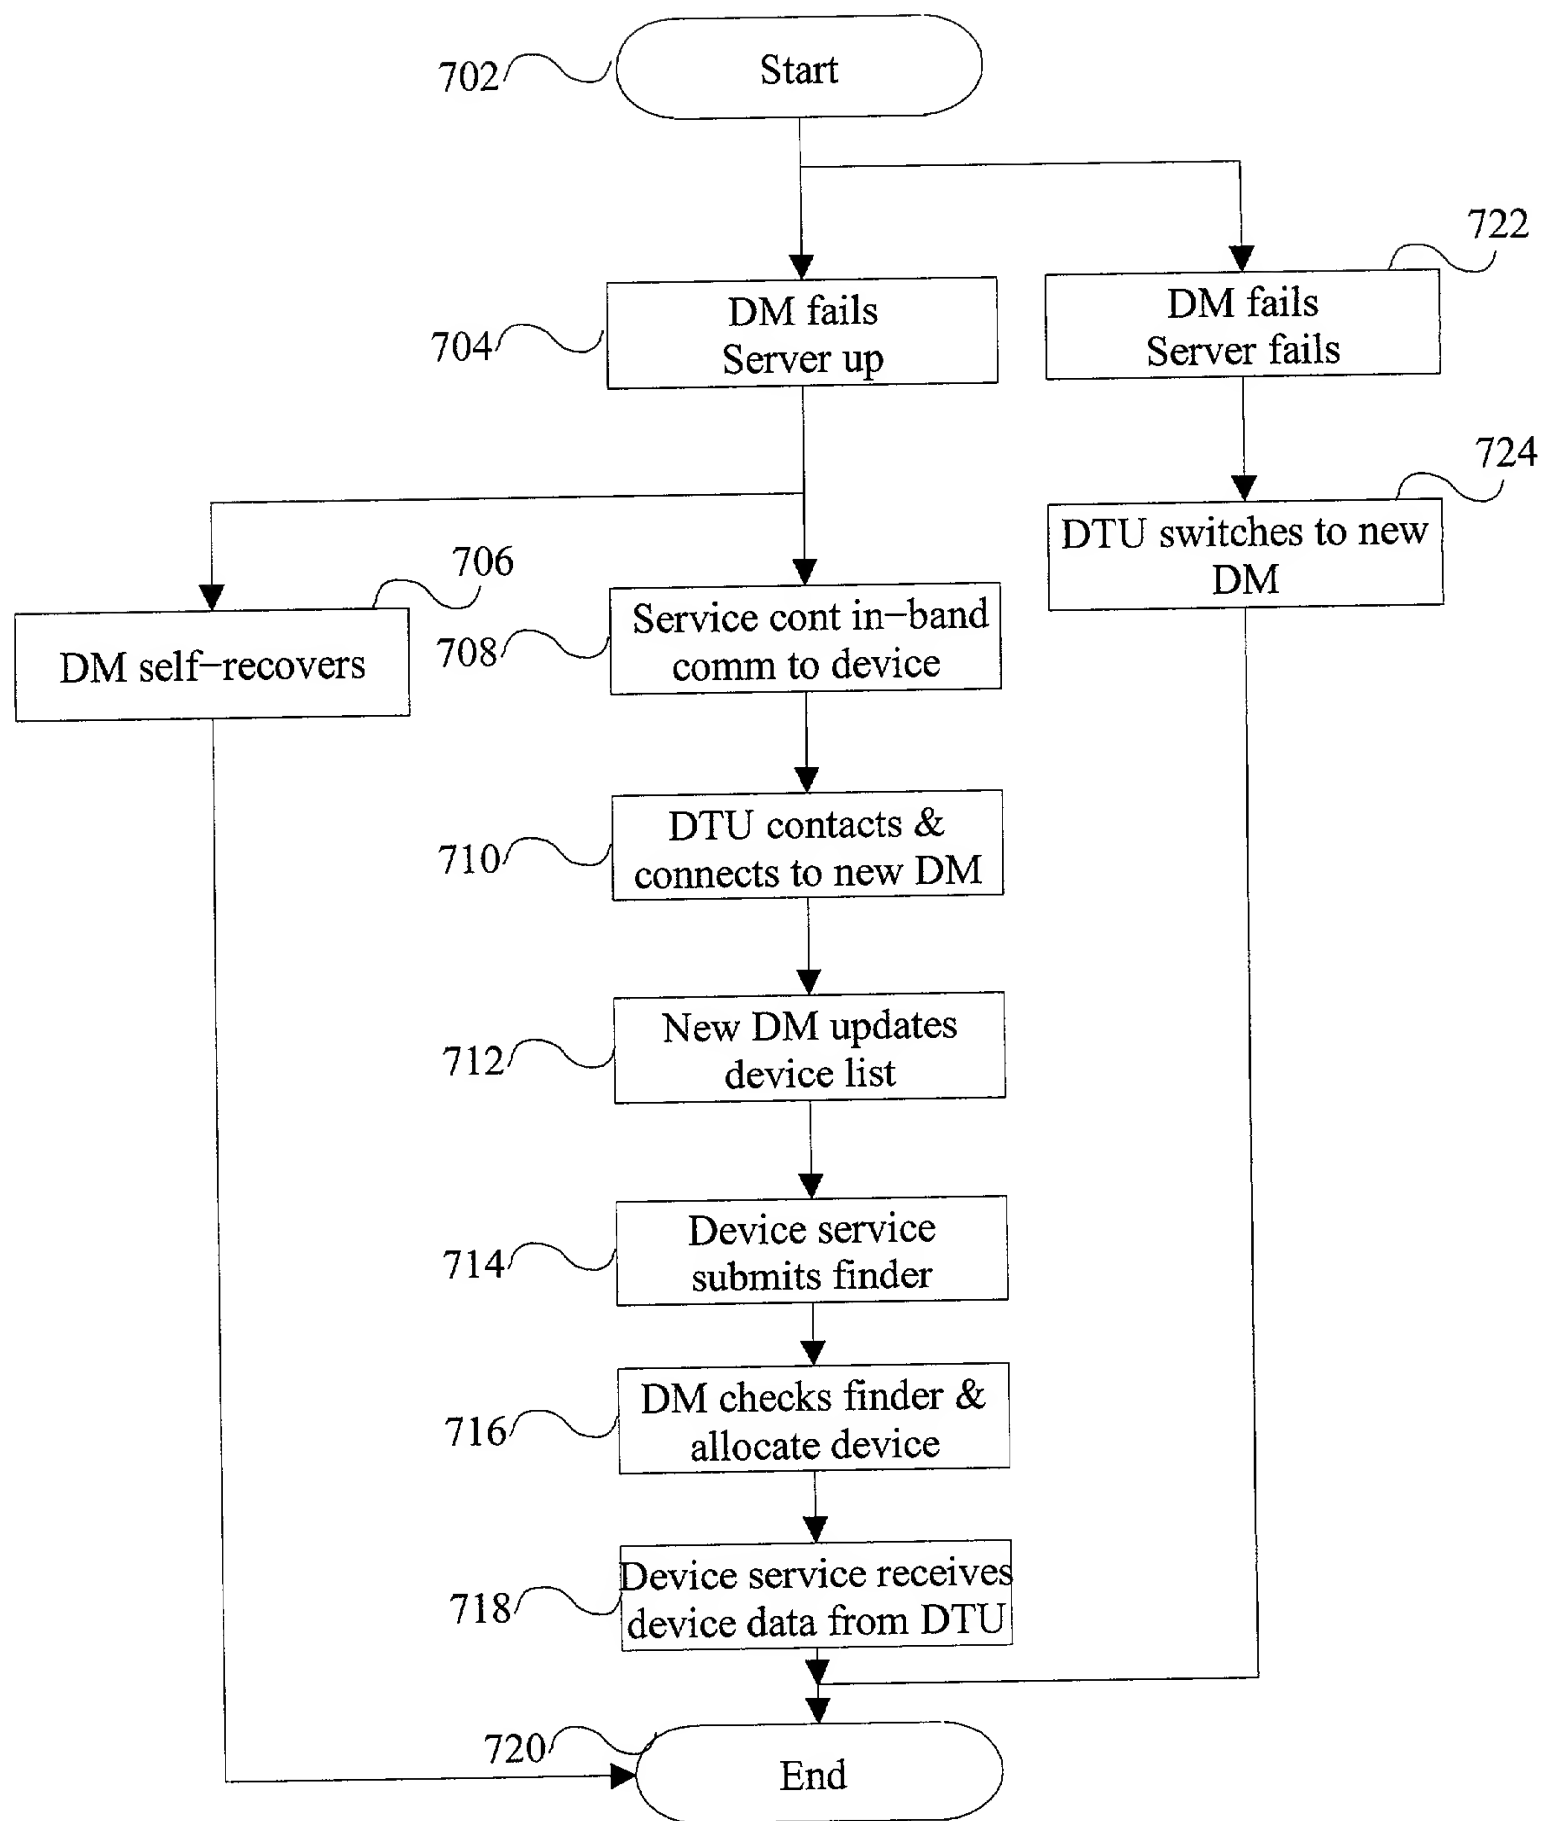 702
Start
722
DM fails
Server up
704
DM fails
Server fails
724
DTU switches to new
DM
706
DM self-recovers
708
Service cont in-band
comm to device
710
DTU contacts &
connects to new DM
712
New DM updates
device list
714
Device service
submits finder
716
DM checks finder &
allocate device
718
Device service receives
device data from DTU
720
End